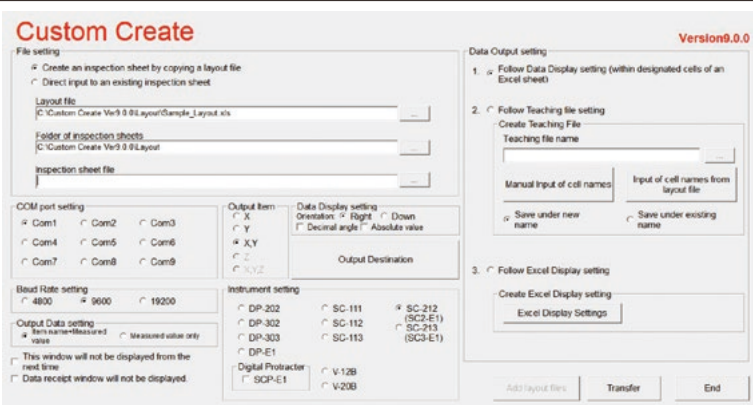 Custom Create
Version9.0.0
File setting
Create an inspection sheet by copying a layout file
Direct input to an existing inspection sheet
Layout file
C:\Custom Create Ver9.0.0\Layout\Sample_Layout.xls
...
Folder of inspection sheets
C:\Custom Create Ver9.0.0\Layout
...
Inspection sheet file
...
COM port setting
Com1 Com2 Com3
Com4 Com5 Com6
Com7 Com8 Com9
Baud Rate setting
4800 9600 19200
Output Data setting
Item name+Measured value
Measured value only
This window will not be displayed from the next time
Data receipt window will not be displayed.
Output Item
X
Y
X,Y
Z
X,Y,Z
Data Display setting
Orientation: Right Down
Decimal angle Absolute value
Output Destination
Instrument setting
DP-202
DP-302
DP-303
DP-E1
SC-111
SC-112
SC-113
SC-212
(SC2-E1)
SC-213
(SC3-E1)
Digital Protracter
SCP-E1
V-12B
V-20B
Data Output setting
1. Follow Data Display setting (within designated cells of an
Excel sheet)
2. Follow Teaching file setting
Create Teaching File
Teaching file name
...
Manual Input of cell names
Input of cell names from
layout file
Save under new
name
Save under existing
name
3. Follow Excel Display setting
Create Excel Display setting
Excel Display Settings
Add layout files
Transfer
End